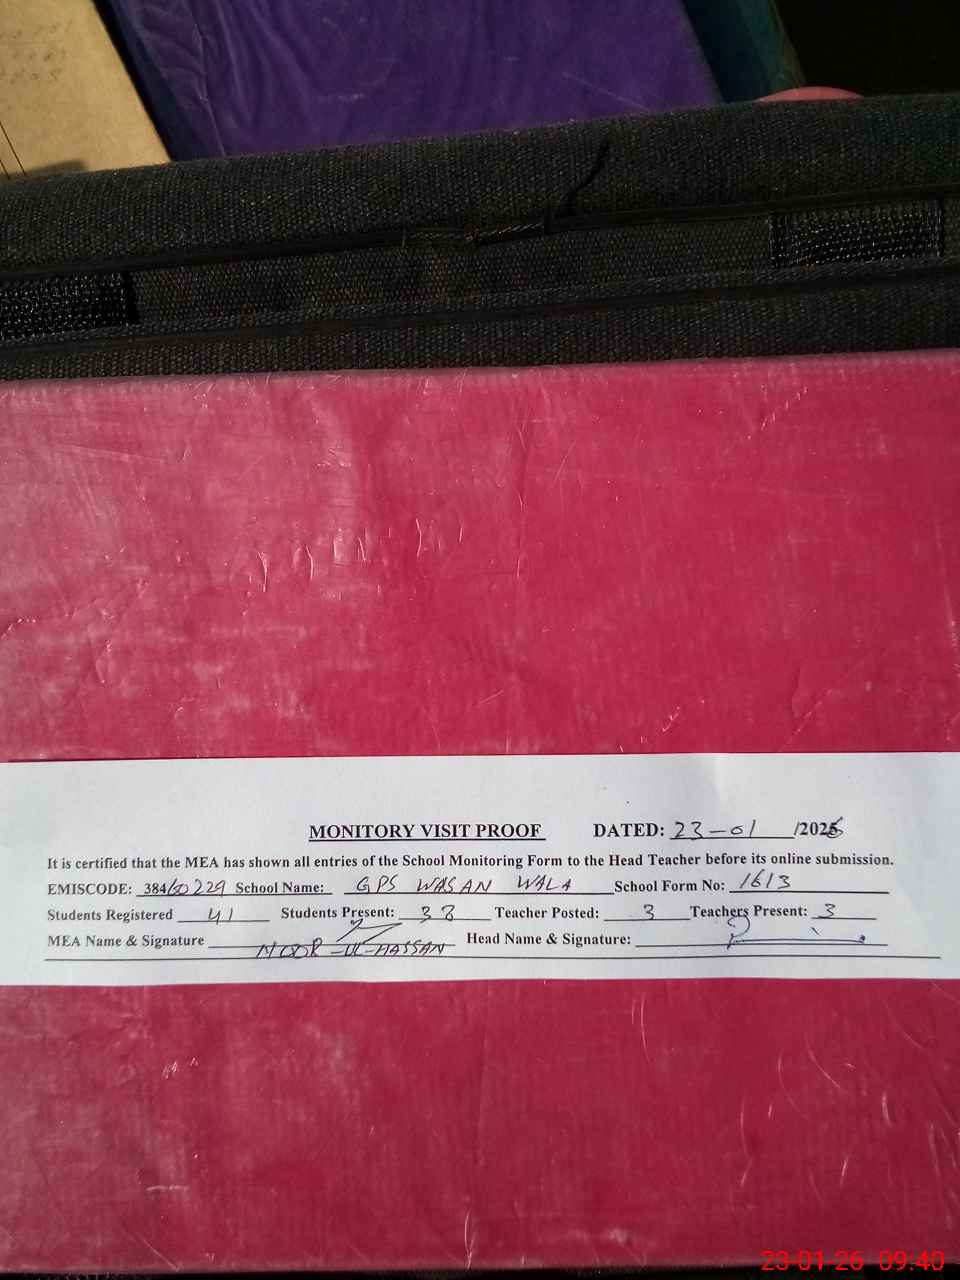 MONITORY VISIT PROOF DATED: 23-01 /2026
It is certified that the MEA has shown all entries of the School Monitoring Form to the Head Teacher before its online submission.
EMISCODE: 38460229 School Name: GPS WASAN WALA School Form No: 1613
Students Registered 41 Students Present: 38 Teacher Posted: 3 Teachers Present: 3
MEA Name & Signature NOOR-UL-HASSAN Head Name & Signature:
23-01-26 09:40